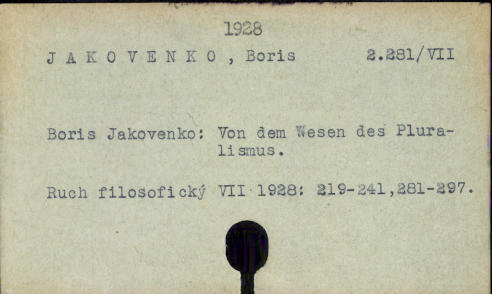 1928
J A K O V E N K O , Boris 2.281/VII
Boris Jakovenko: Von dem Wesen des Plura-
lismus.
Ruch filosofický VII 1928: 219-241,281-297.